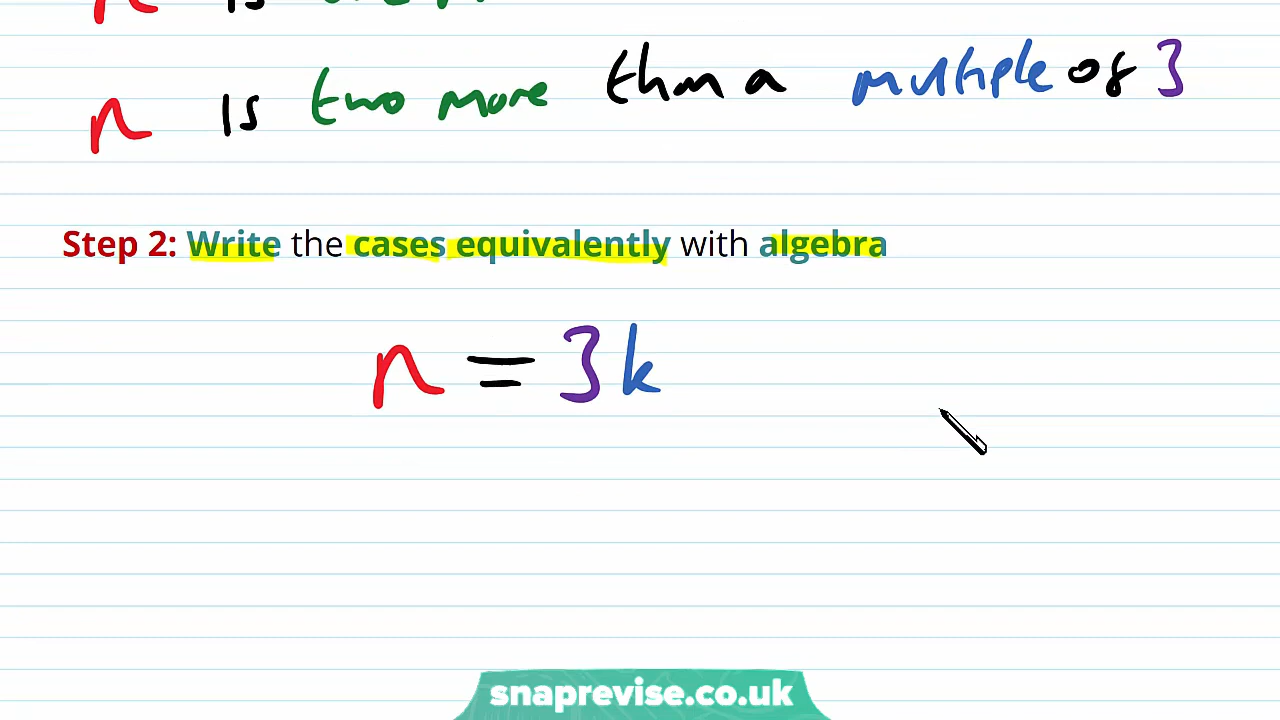 n is
n is two more than a multiple of 3
Step 2: Write the cases equivalently with algebra
n = 3k
snaprevise.co.uk